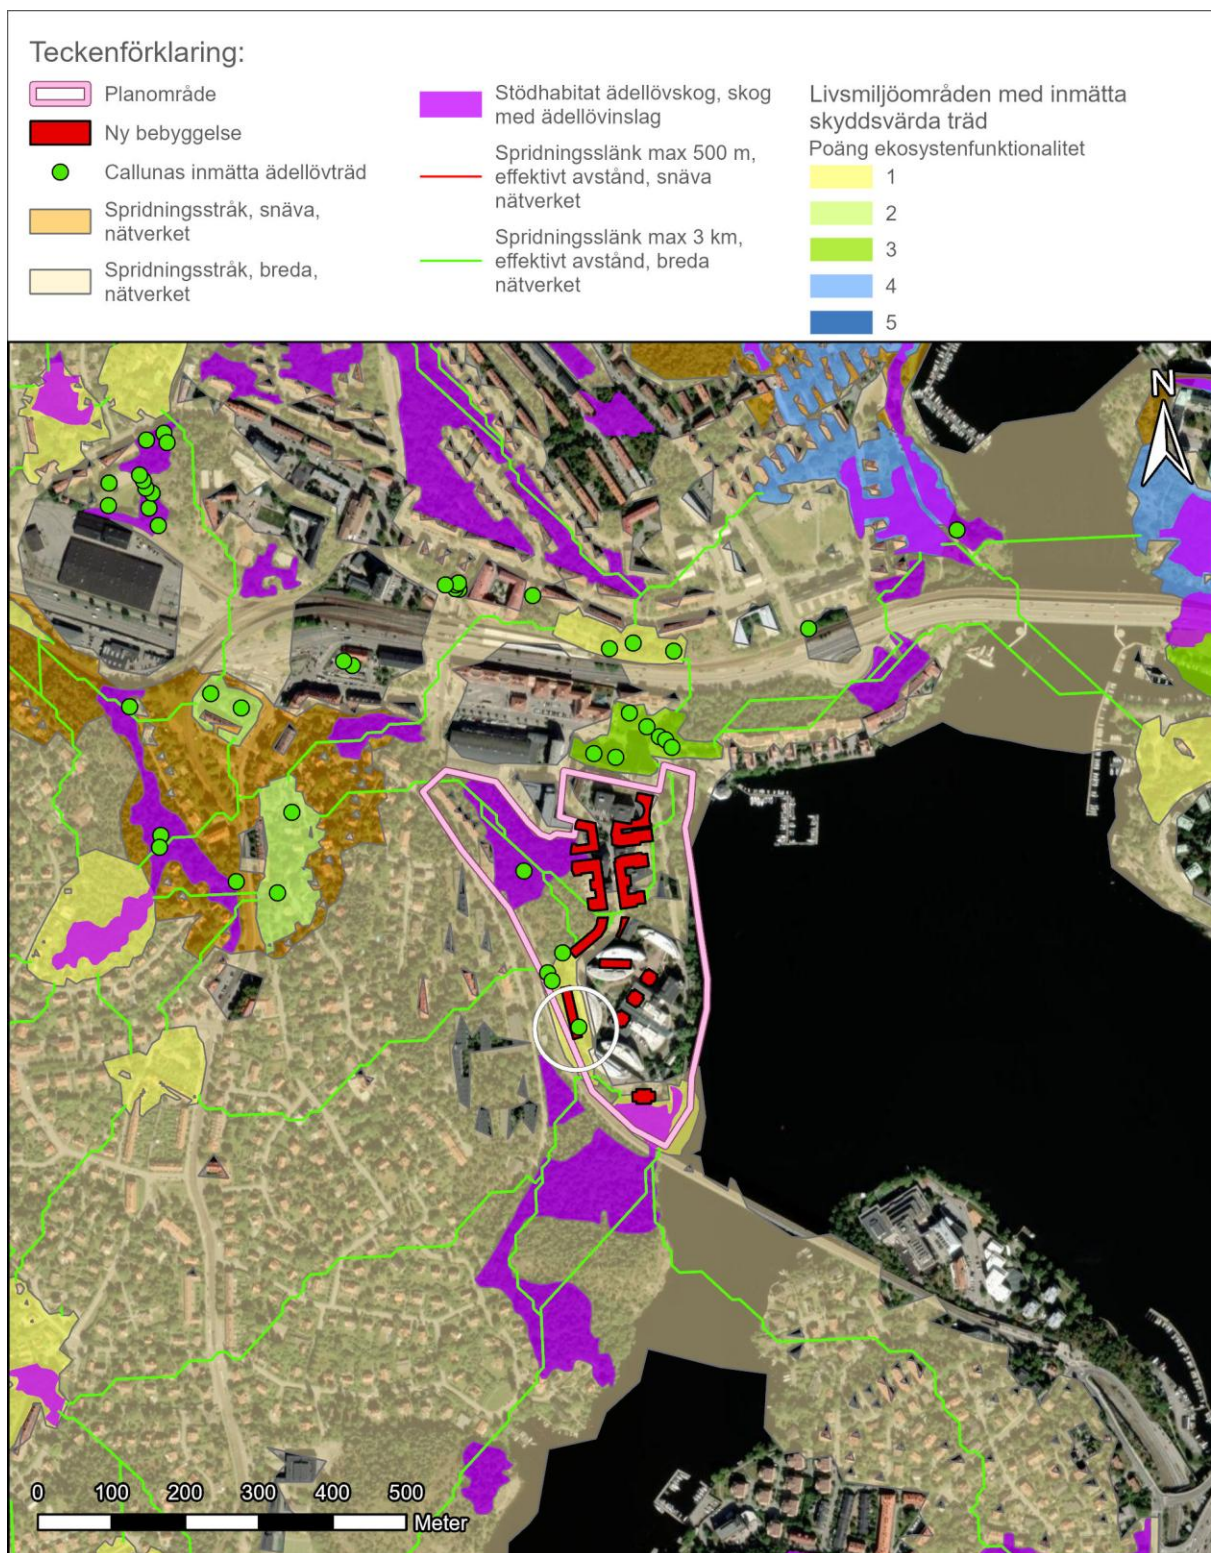 Teckenförklaring:
Planområde
Ny bebyggelse
Callunas inmätta ädellövträd
Spridningsstråk, snäva,
nätverket
Spridningsstråk, breda,
nätverket
Stödhabitat ädellövskog, skog
med ädellövinslag
Spridningsslänk max 500 m,
effektivt avstånd, snäva
nätverket
Spridningsslänk max 3 km,
effektivt avstånd, breda
nätverket
Livsmiljöområden med inmätta
skyddsvärda träd
Poäng ekosystenfunktionalitet
1
2
3
4
5
N
0 100 200 300 400 500
Meter